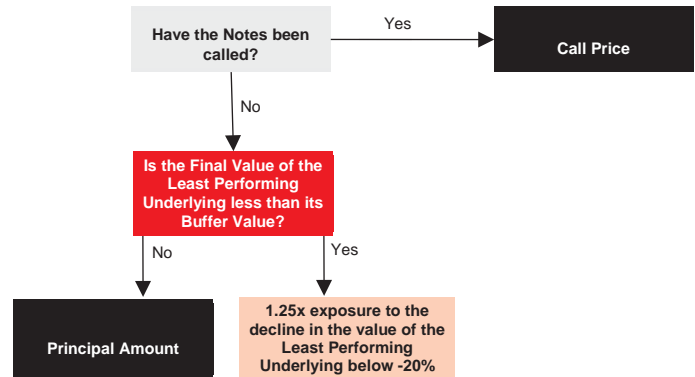 Have the Notes been
called?
Yes
Call Price
No
Is the Final Value of the
Least Performing
Underlying less than its
Buffer Value?
No
Yes
Principal Amount
1.25x exposure to the
decline in the value of the
Least Performing
Underlying below -20%